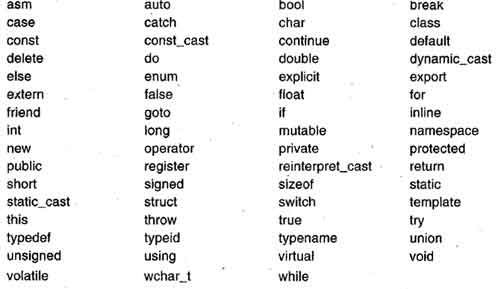 asm auto bool break
case catch char class
const const_cast continue default
delete do double dynamic_cast
else enum explicit export
extern false float for
friend goto if inline
int long mutable namespace
new operator private protected
public register reinterpret_cast return
short signed sizeof static
static_cast struct switch template
this throw true try
typedef typeid typename union
unsigned using virtual void
volatile wchar_t while